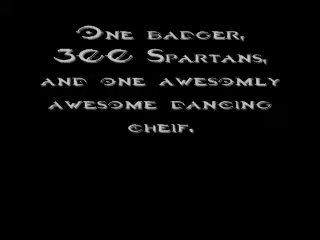 One badger,
300 Spartans,
and one awesomly
awesome dancing
cheif.